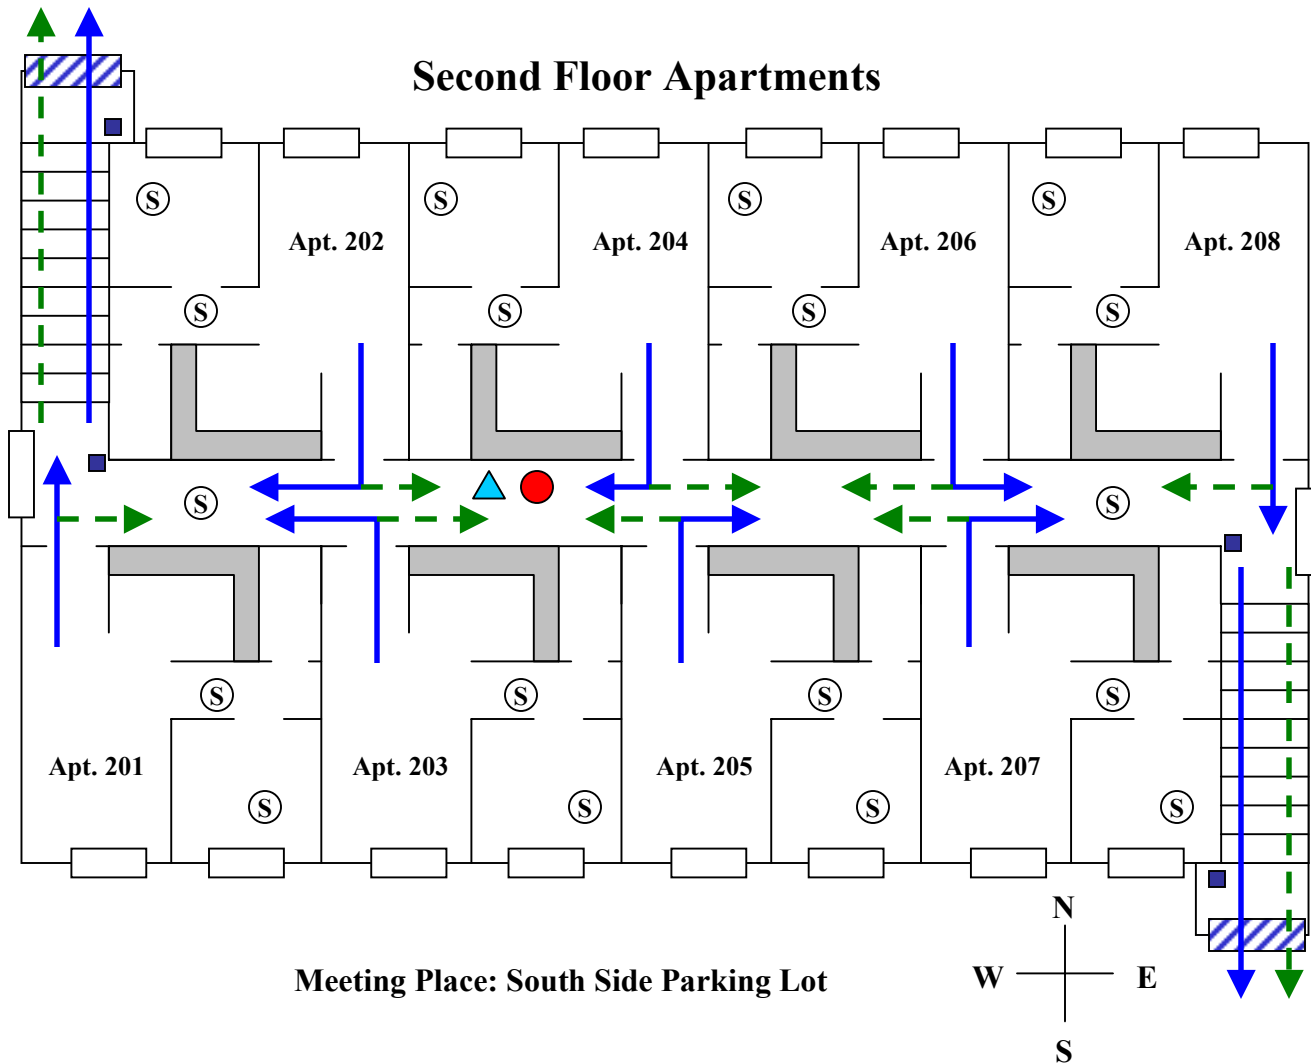 Second Floor Apartments
S S S S
Apt. 202 Apt. 204 Apt. 206 Apt. 208
S S S S
S S
S S S S
Apt. 201 Apt. 203 Apt. 205 Apt. 207
S S S S
N
Meeting Place: South Side Parking Lot
W E
S